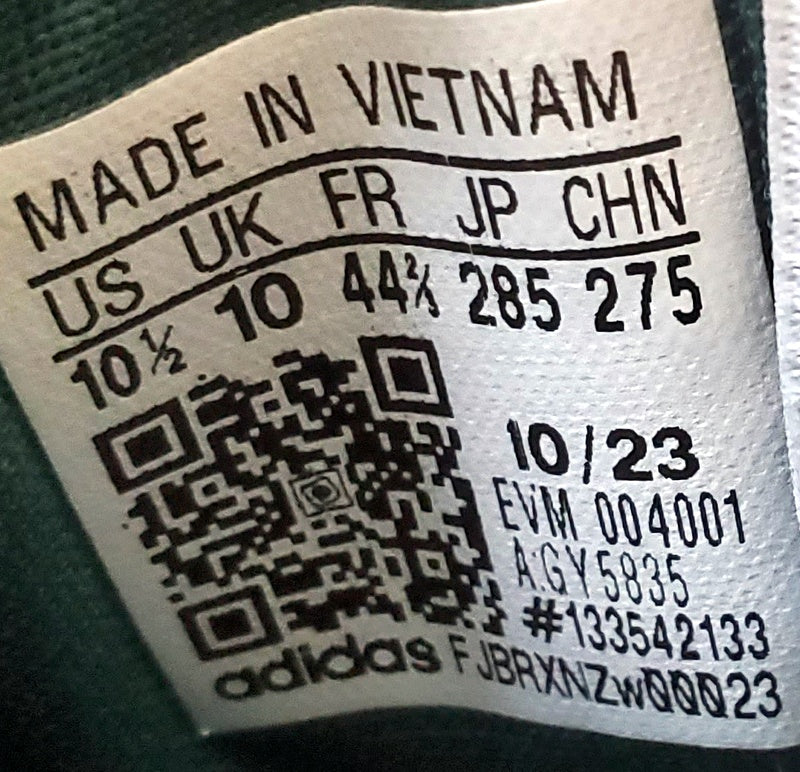 MADE IN VIETNAM
US UK FR JP CHN
10½ 10 44⅔ 285 275
10/23
EVM 004001
A:GY5835
#133542133
adidas FJBRXNZW00023